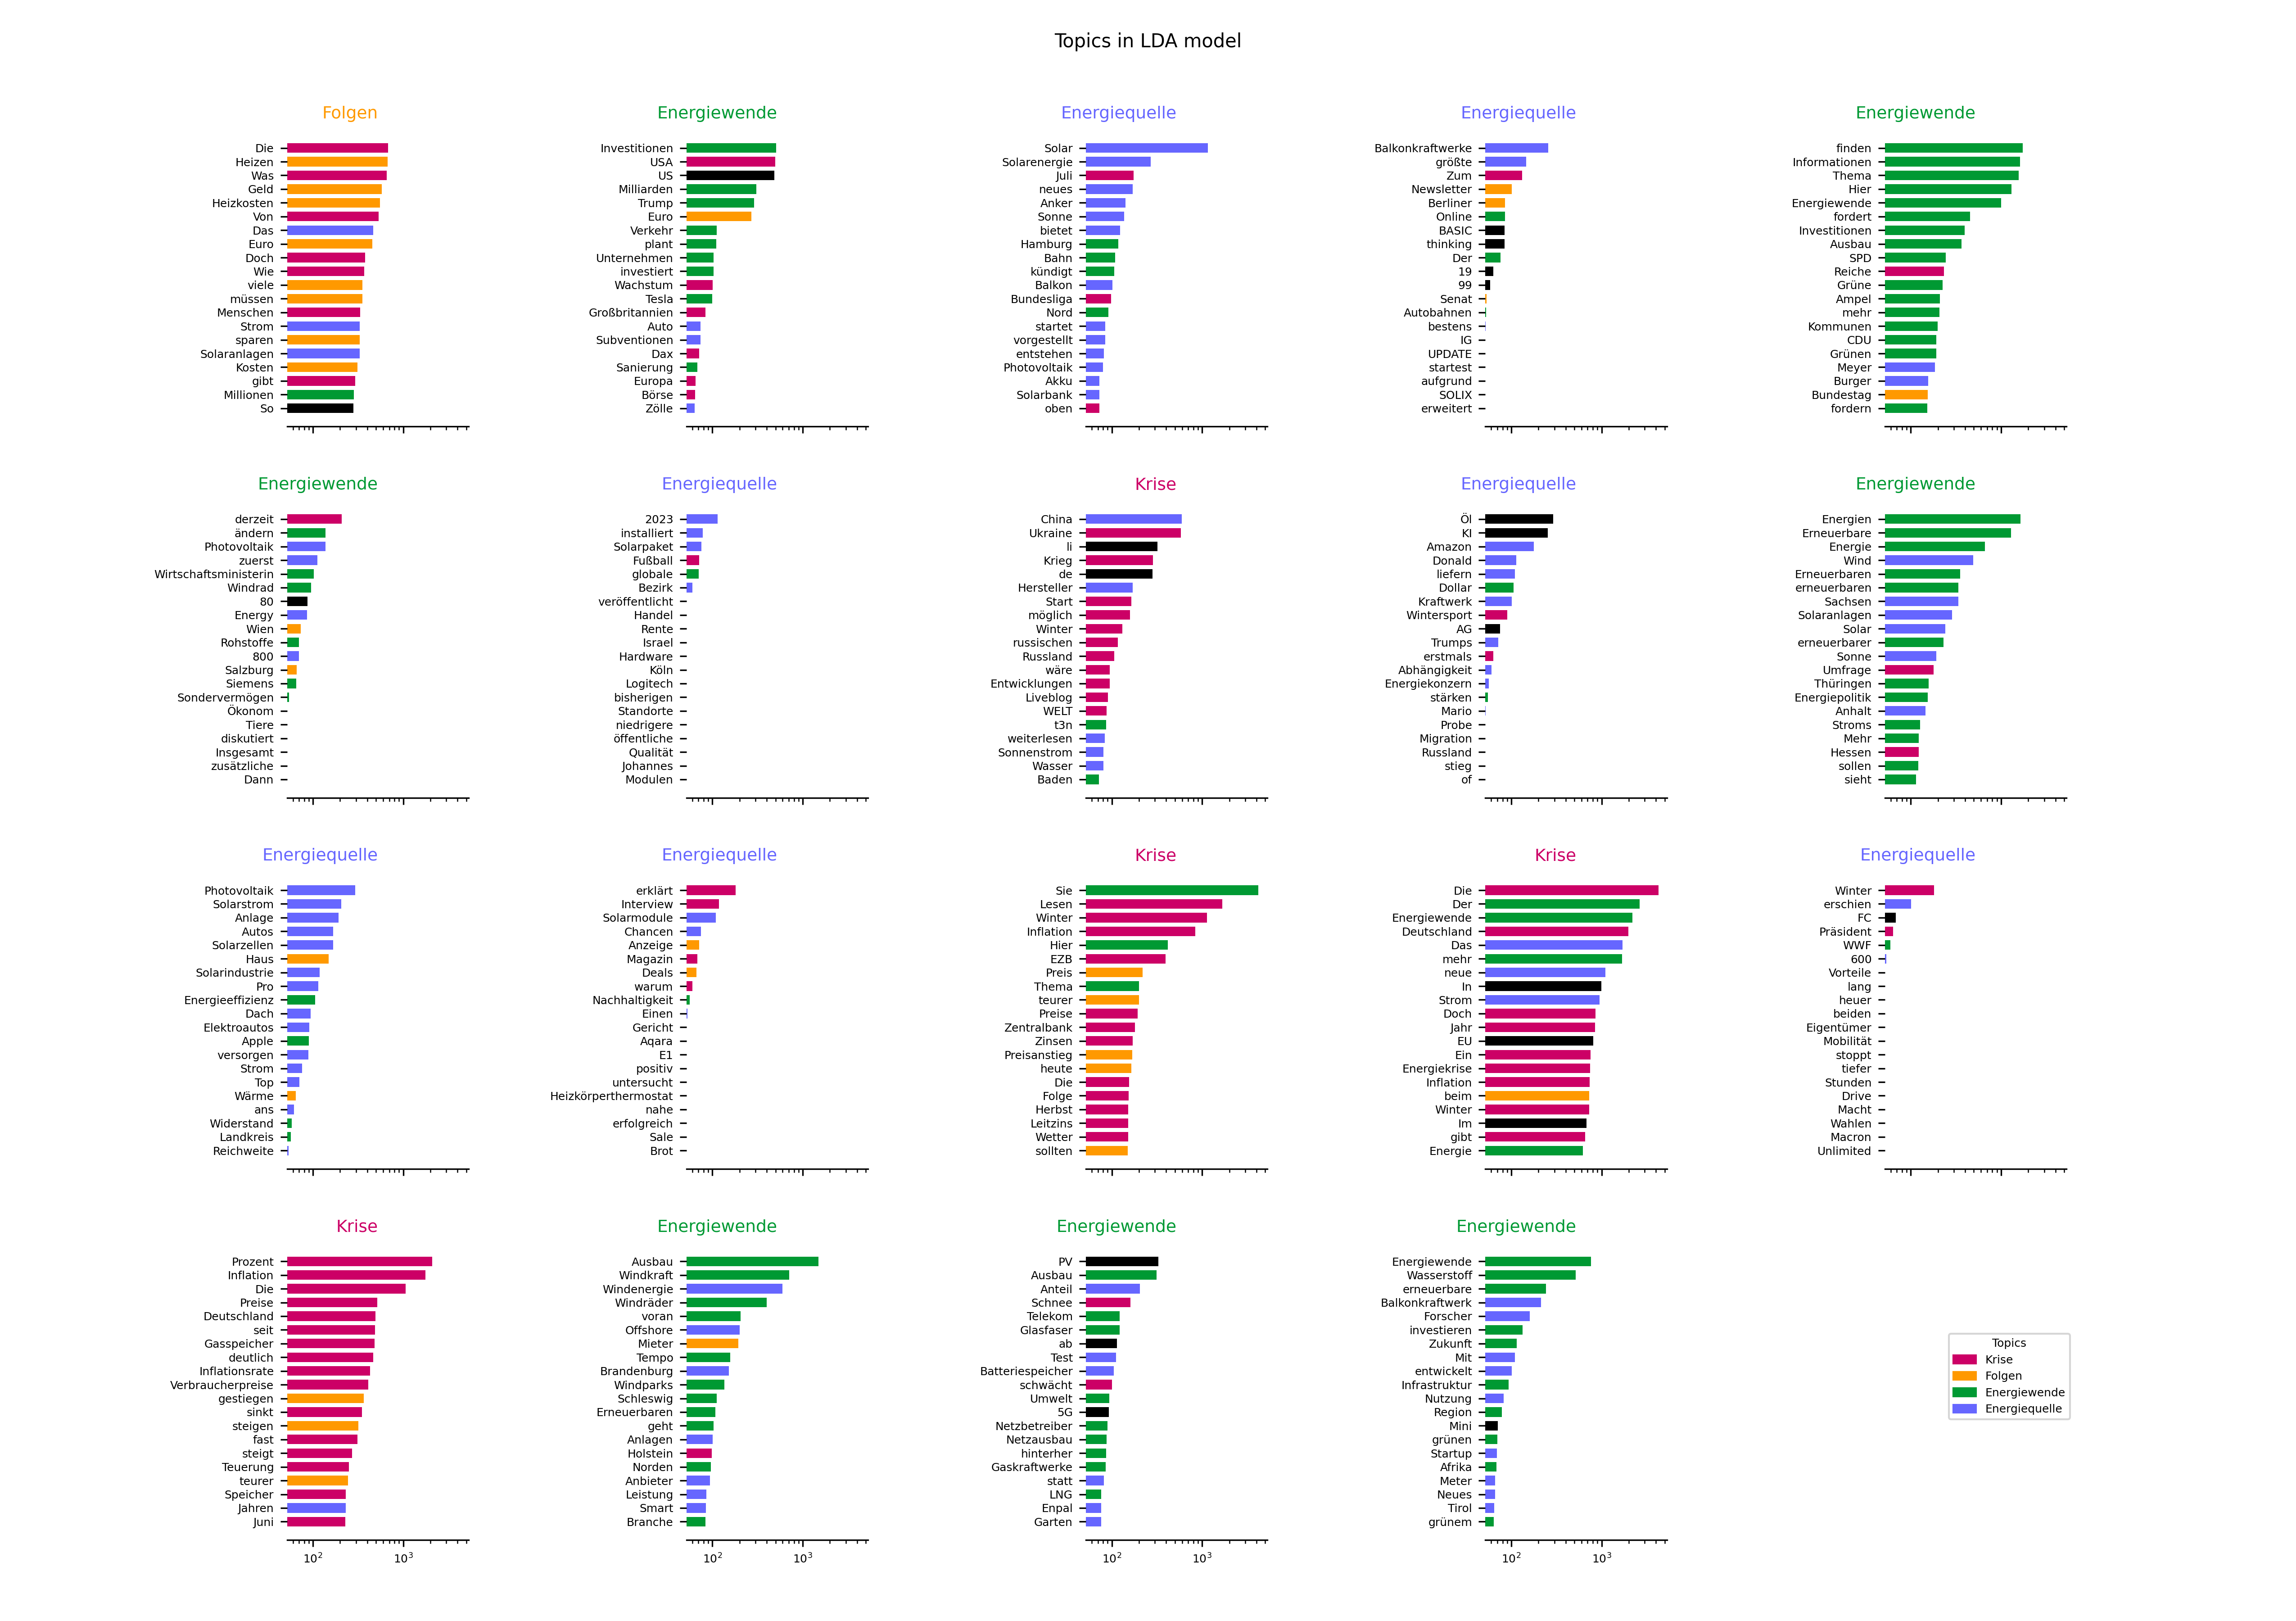 Topics in LDA model
Folgen
Die
Heizen
Was
Geld
Heizkosten
Von
Das
Euro
Doch
Wie
viele
müssen
Menschen
Strom
sparen
Solaranlagen
Kosten
gibt
Millionen
So
Energiewende
Investitionen
USA
US
Milliarden
Trump
Euro
Verkehr
plant
Unternehmen
investiert
Wachstum
Tesla
Großbritannien
Auto
Subventionen
Dax
Sanierung
Europa
Börse
Zölle
Energiequelle
Solar
Solarenergie
Juli
neues
Anker
Sonne
bietet
Hamburg
Bahn
kündigt
Balkon
Bundesliga
Nord
startet
vorgestellt
entstehen
Photovoltaik
Akku
Solarbank
oben
Energiequelle
Balkonkraftwerke
größte
Zum
Newsletter
Berliner
Online
BASIC
thinking
Der
19
99
Senat
Autobahnen
bestens
IG
UPDATE
startest
aufgrund
SOLIX
erweitert
Energiewende
finden
Informationen
Thema
Hier
Energiewende
fordert
Investitionen
Ausbau
SPD
Reiche
Grüne
Ampel
mehr
Kommunen
CDU
Grünen
Meyer
Burger
Bundestag
fordern
Energiewende
derzeit
ändern
Photovoltaik
zuerst
Wirtschaftsministerin
Windrad
80
Energy
Wien
Rohstoffe
800
Salzburg
Siemens
Sondervermögen
Ökonom
Tiere
diskutiert
Insgesamt
zusätzliche
Dann
Energiequelle
2023
installiert
Solarpaket
Fußball
globale
Bezirk
veröffentlicht
Handel
Rente
Israel
Hardware
Köln
Logitech
bisherigen
Standorte
niedrigere
öffentliche
Qualität
Johannes
Modulen
Krise
China
Ukraine
li
Krieg
de
Hersteller
Start
möglich
Winter
russischen
Russland
wäre
Entwicklungen
Liveblog
WELT
t3n
weiterlesen
Sonnenstrom
Wasser
Baden
Energiequelle
Öl
KI
Amazon
Donald
liefern
Dollar
Kraftwerk
Wintersport
AG
Trumps
erstmals
Abhängigkeit
Energiekonzern
stärken
Mario
Probe
Migration
Russland
stieg
of
Energiewende
Energien
Erneuerbare
Energie
Wind
Erneuerbaren
erneuerbaren
Sachsen
Solaranlagen
Solar
erneuerbarer
Sonne
Umfrage
Thüringen
Energiepolitik
Anhalt
Stroms
Mehr
Hessen
sollen
sieht
Energiequelle
Photovoltaik
Solarstrom
Anlage
Autos
Solarzellen
Haus
Solarindustrie
Pro
Energieeffizienz
Dach
Elektroautos
Apple
versorgen
Strom
Top
Wärme
ans
Widerstand
Landkreis
Reichweite
Energiequelle
erklärt
Interview
Solarmodule
Chancen
Anzeige
Magazin
Deals
warum
Nachhaltigkeit
Einen
Gericht
Aqara
E1
positiv
untersucht
Heizkörperthermostat
nahe
erfolgreich
Sale
Brot
Krise
Sie
Lesen
Winter
Inflation
Hier
EZB
Preis
Thema
teurer
Preise
Zentralbank
Zinsen
Preisanstieg
heute
Die
Folge
Herbst
Leitzins
Wetter
sollten
Krise
Die
Der
Energiewende
Deutschland
Das
mehr
neue
In
Strom
Doch
Jahr
EU
Ein
Energiekrise
Inflation
beim
Winter
Im
gibt
Energie
Energiequelle
Winter
erschien
FC
Präsident
WWF
600
Vorteile
lang
heuer
beiden
Eigentümer
Mobilität
stoppt
tiefer
Stunden
Drive
Macht
Wahlen
Macron
Unlimited
Krise
Prozent
Inflation
Die
Preise
Deutschland
seit
Gasspeicher
deutlich
Inflationsrate
Verbraucherpreise
gestiegen
sinkt
steigen
fast
steigt
Teuerung
teurer
Speicher
Jahren
Juni
10² 10³
Energiewende
Ausbau
Windkraft
Windenergie
Windräder
voran
Offshore
Mieter
Tempo
Brandenburg
Windparks
Schleswig
Erneuerbaren
geht
Anlagen
Holstein
Norden
Anbieter
Leistung
Smart
Branche
10² 10³
Energiewende
PV
Ausbau
Anteil
Schnee
Telekom
Glasfaser
ab
Test
Batteriespeicher
schwächt
Umwelt
5G
Netzbetreiber
Netzausbau
hinterher
Gaskraftwerke
statt
LNG
Enpal
Garten
10² 10³
Energiewende
Energiewende
Wasserstoff
erneuerbare
Balkonkraftwerk
Forscher
investieren
Zukunft
Mit
entwickelt
Infrastruktur
Nutzung
Region
Mini
grünen
Startup
Afrika
Meter
Neues
Tirol
grünem
10² 10³
Topics
Krise
Folgen
Energiewende
Energiequelle